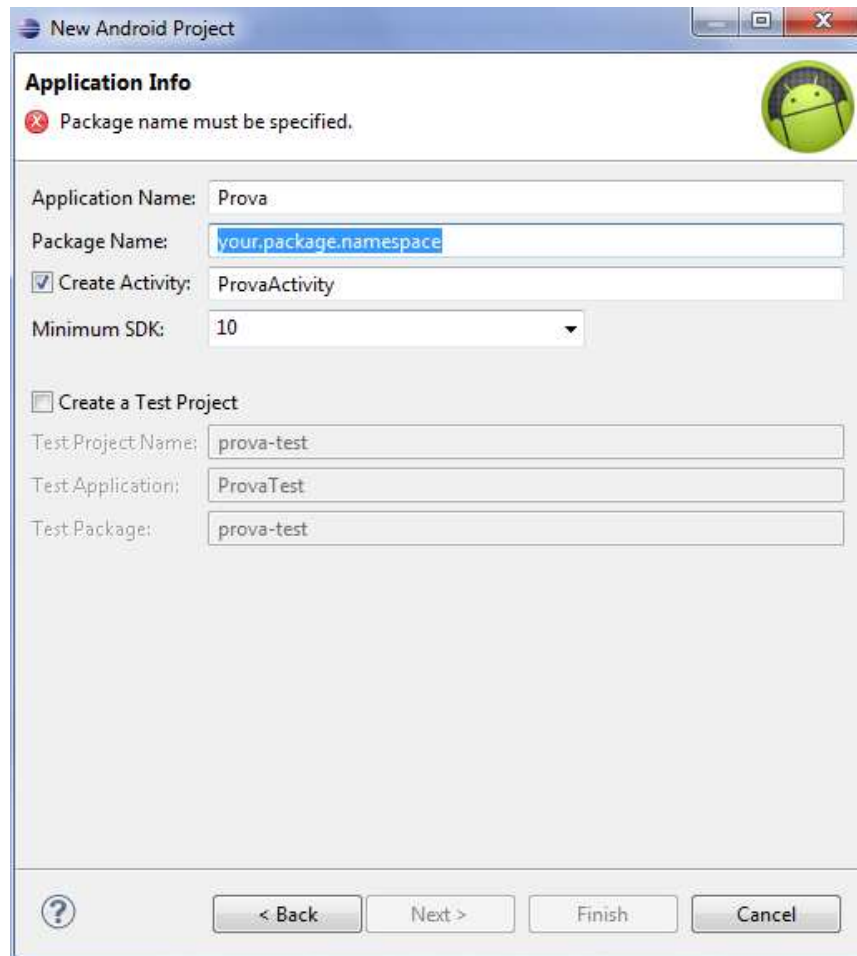 New Android Project
Application Info
Package name must be specified.
Application Name: Prova
Package Name: your.package.namespace
Create Activity: ProvaActivity
Minimum SDK: 10
Create a Test Project
Test Project Name: prova-test
Test Application: ProvaTest
Test Package: prova-test
? < Back Next > Finish Cancel